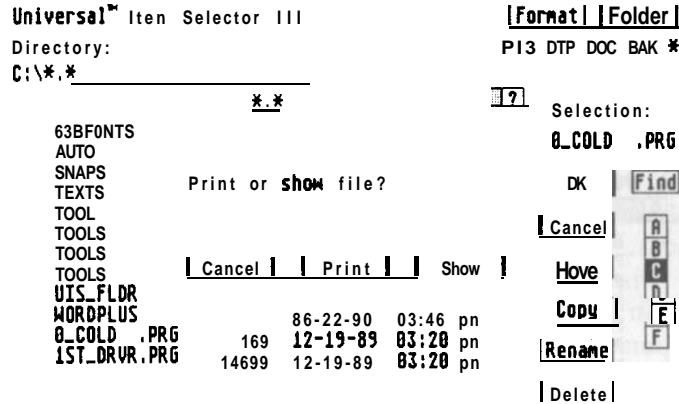 Universal™ Iten Selector III |Format| |Folder|
Directory: PI3 DTP DOC BAK *
C:\*.*
*.* ?
Selection:
0_COLD .PRG
63BF0NTS
AUTO
SNAPS
TEXTS
TOOL
TOOLS
TOOLS
TOOLS
UIS_FLDR
WORDPLUS 86-22-90 03:46 pn
0_COLD .PRG 169 12-19-89 03:20 pn
1ST_DRVR.PRG 14699 12-19-89 03:20 pn
Print or show file?
Cancel | Print | Show
DK Find
Cancel
Hove
Copy
Rename
Delete
A
B
C
D
E
F